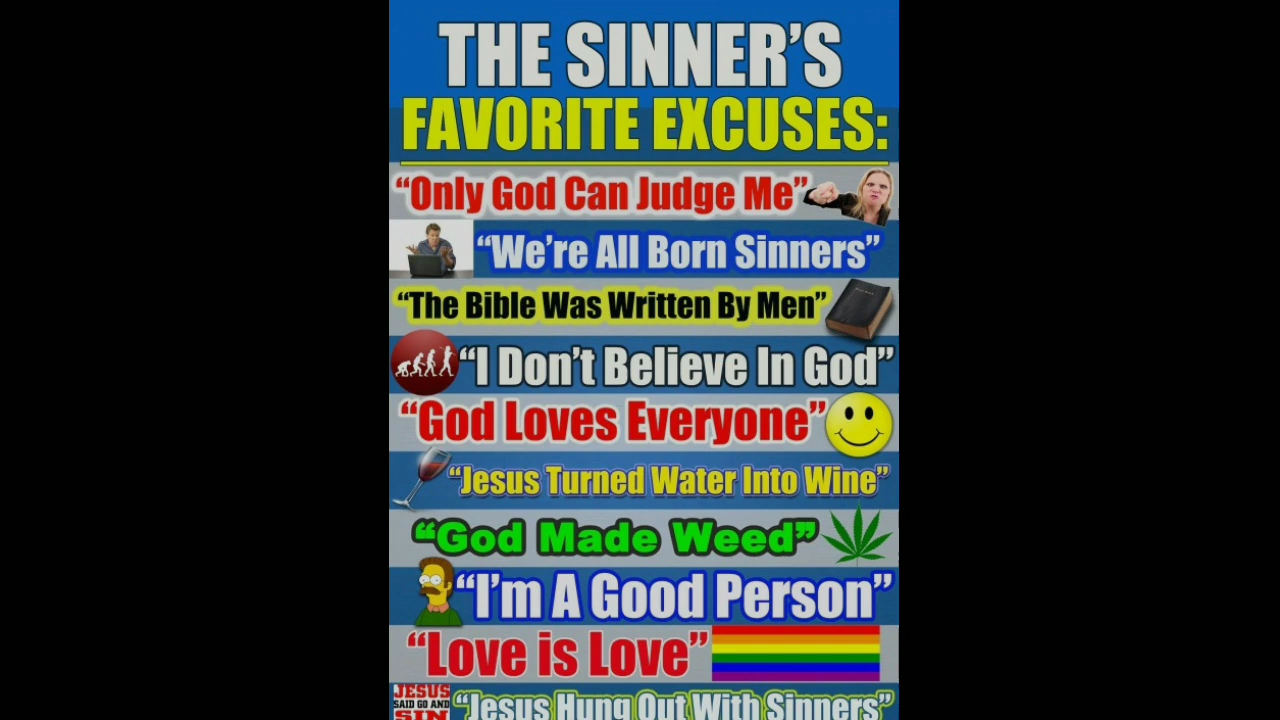 THE SINNER'S
FAVORITE EXCUSES:
“Only God Can Judge Me”
“We're All Born Sinners”
“The Bible Was Written By Men”
“I Don't Believe In God”
“God Loves Everyone”
“Jesus Turned Water Into Wine”
“God Made Weed”
“I'm A Good Person”
“Love is Love”
JESUS
SAID GO AND
SIN
“Jesus Hung Out With Sinners”